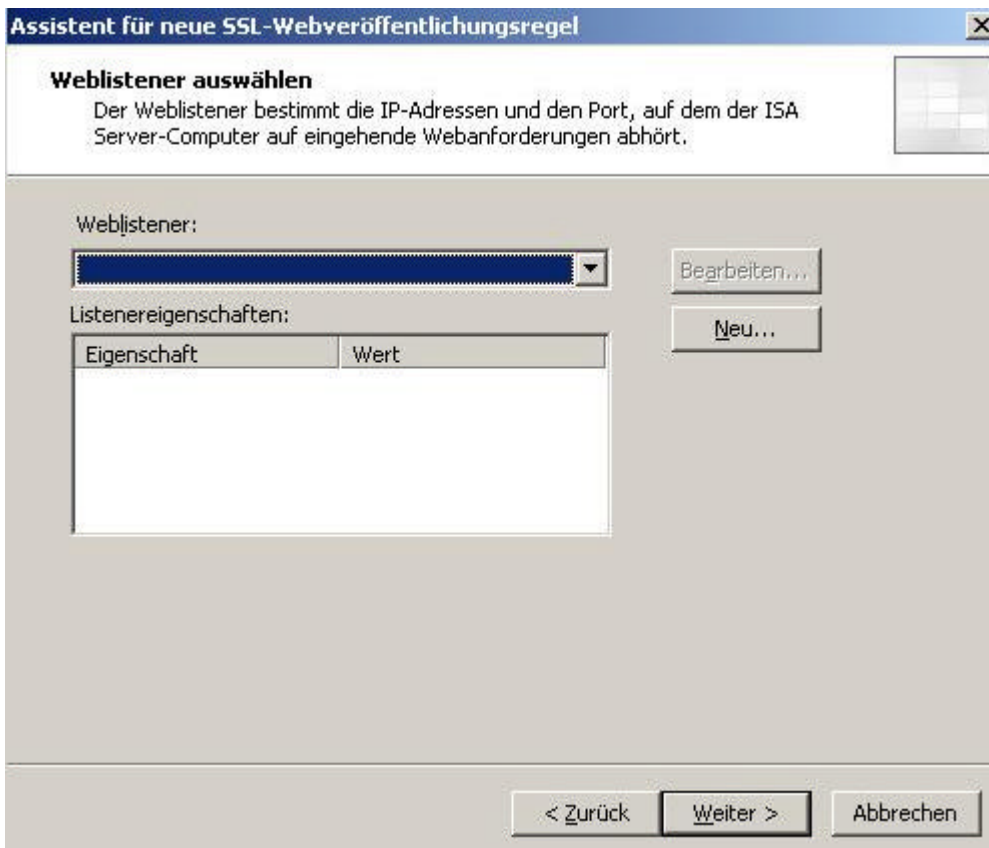 Assistent für neue SSL-Webveröffentlichungsregel
Weblistener auswählen
Der Weblistener bestimmt die IP-Adressen und den Port, auf dem der ISA
Server-Computer auf eingehende Webanforderungen abhört.
Weblistener:
Bearbeiten...
Neu...
Listenereigenschaften:
Eigenschaft Wert
< Zurück Weiter > Abbrechen